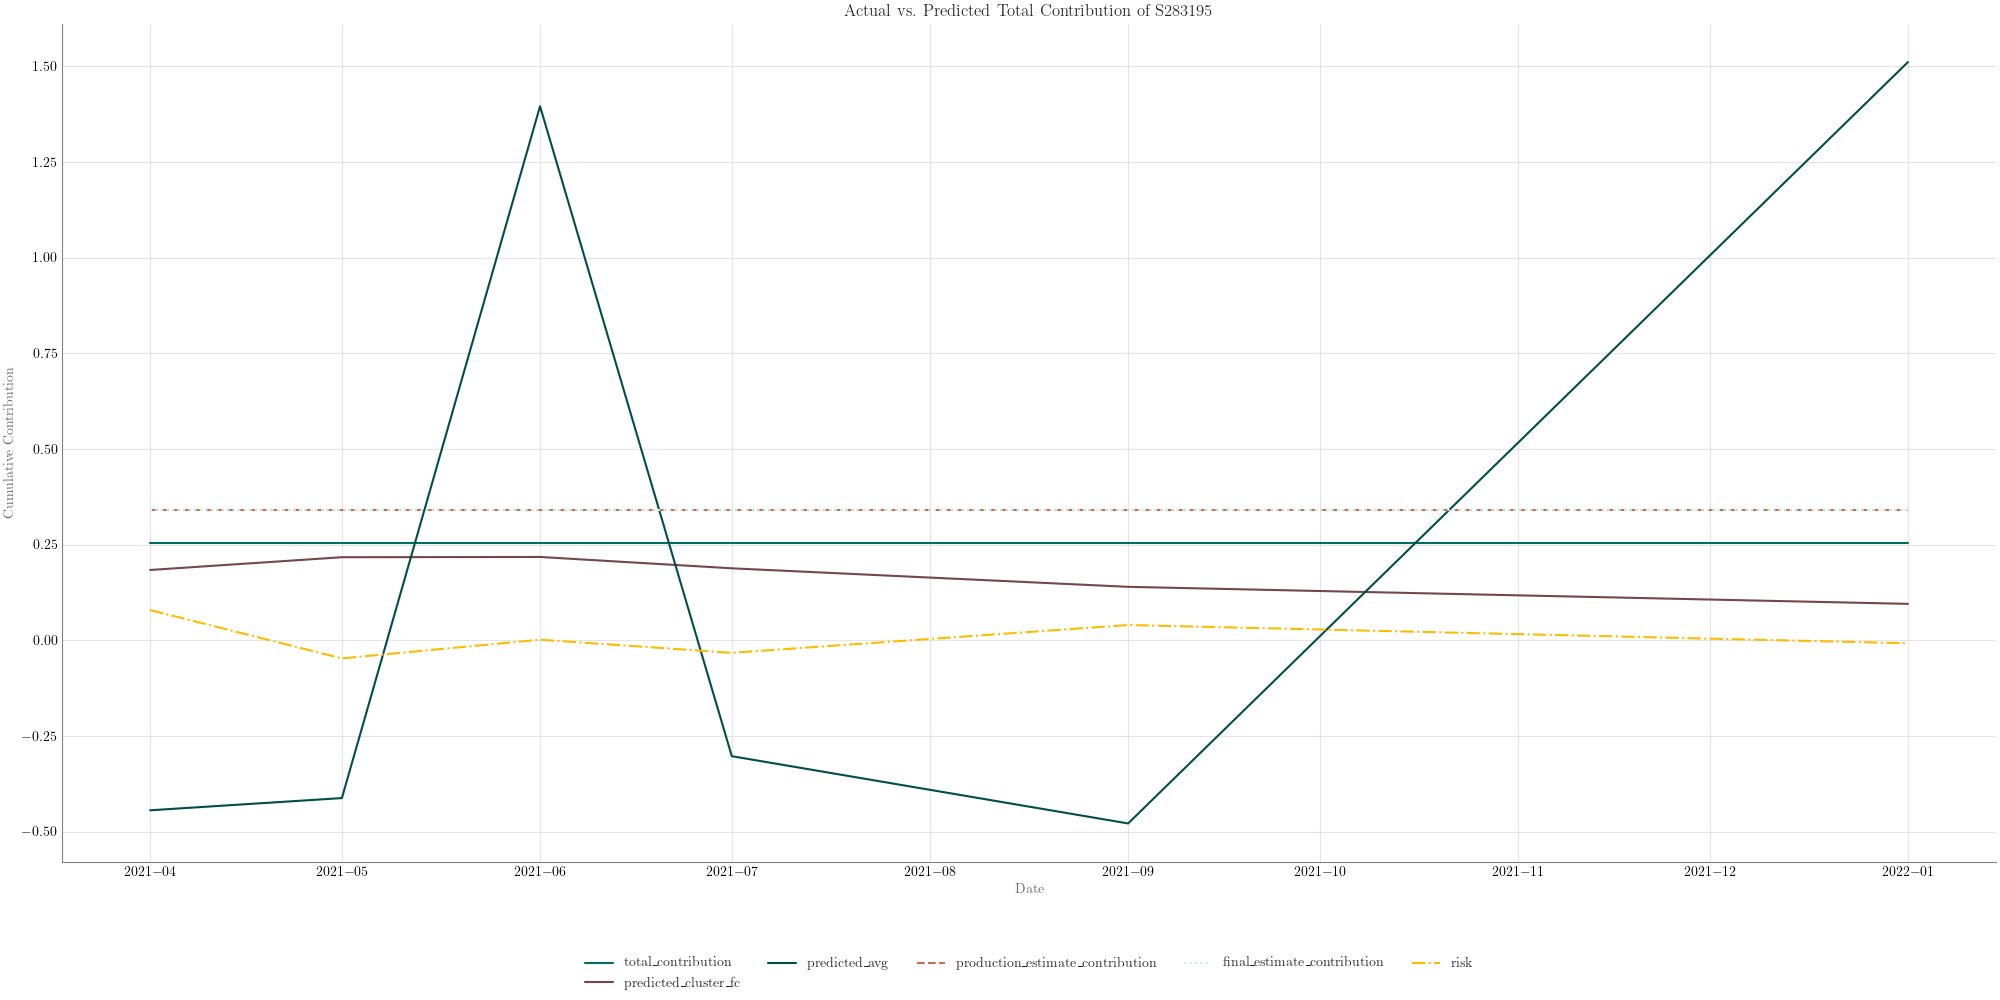 Actual vs. Predicted Total Contribution of S283195
Cumulative Contribution
1.50
1.25
1.00
0.75
0.50
0.25
0.00
−0.25
−0.50
2021−04 2021−05 2021−06 2021−07 2021−08 2021−09 2021−10 2021−11 2021−12 2022−01
Date
total_contribution predicted_avg production_estimate_contribution final_estimate_contribution risk
predicted_cluster_fc